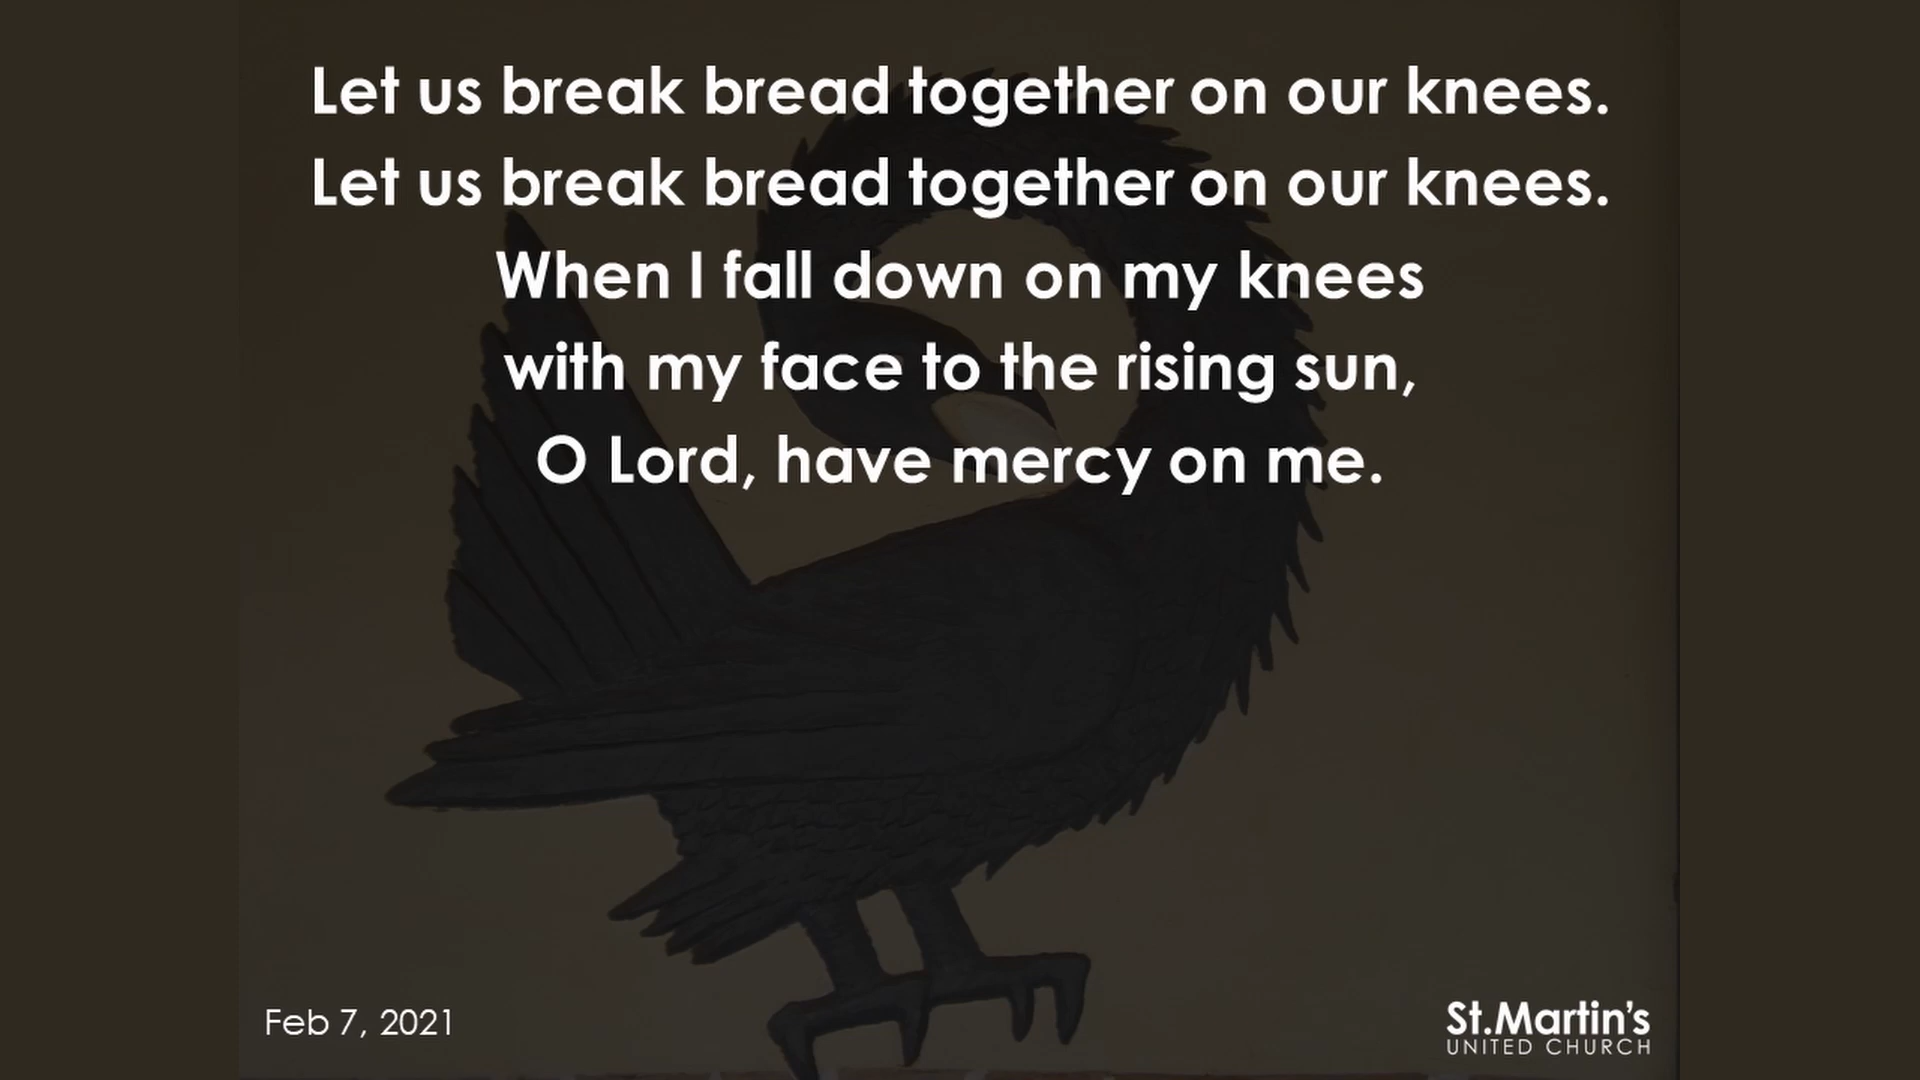 Let us break bread together on our knees.
Let us break bread together on our knees.
When I fall down on my knees
with my face to the rising sun,
O Lord, have mercy on me.
Feb 7, 2021
St.Martin's
UNITED CHURCH